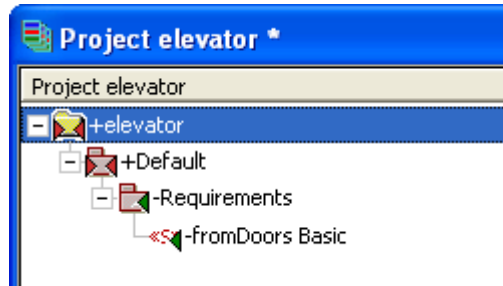 Project elevator *
Project elevator
+elevator
+Default
-Requirements
«S» -fromDoors Basic